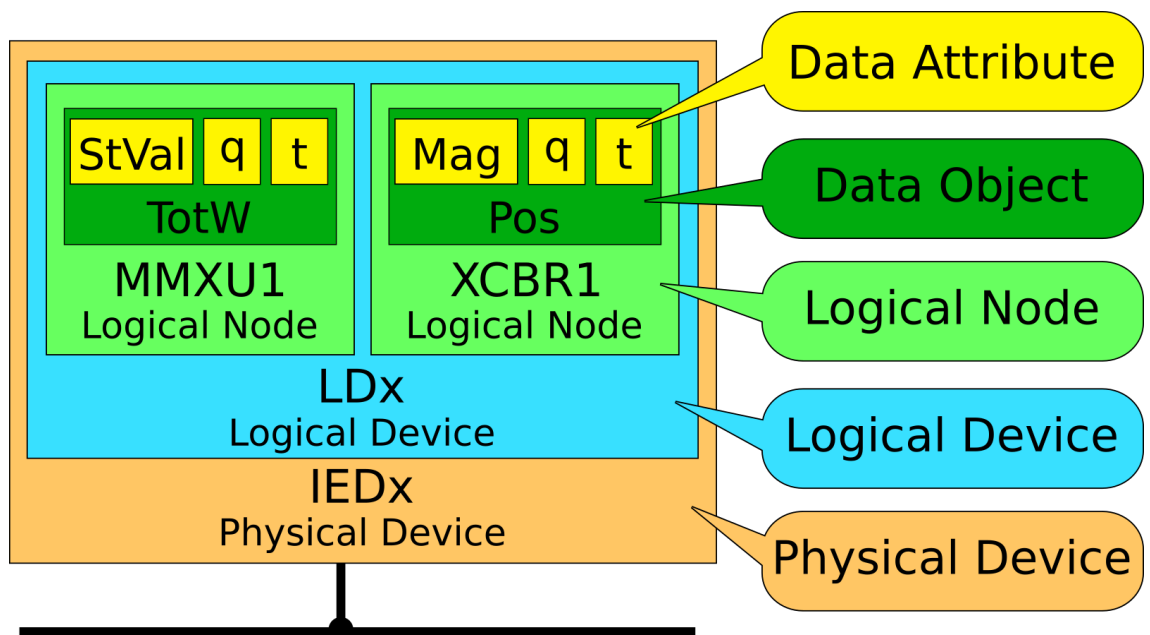 StVal q t
TotW
MMXU1
Logical Node
Mag q t
Pos
XCBR1
Logical Node
LDx
Logical Device
IEDx
Physical Device
Data Attribute
Data Object
Logical Node
Logical Device
Physical Device